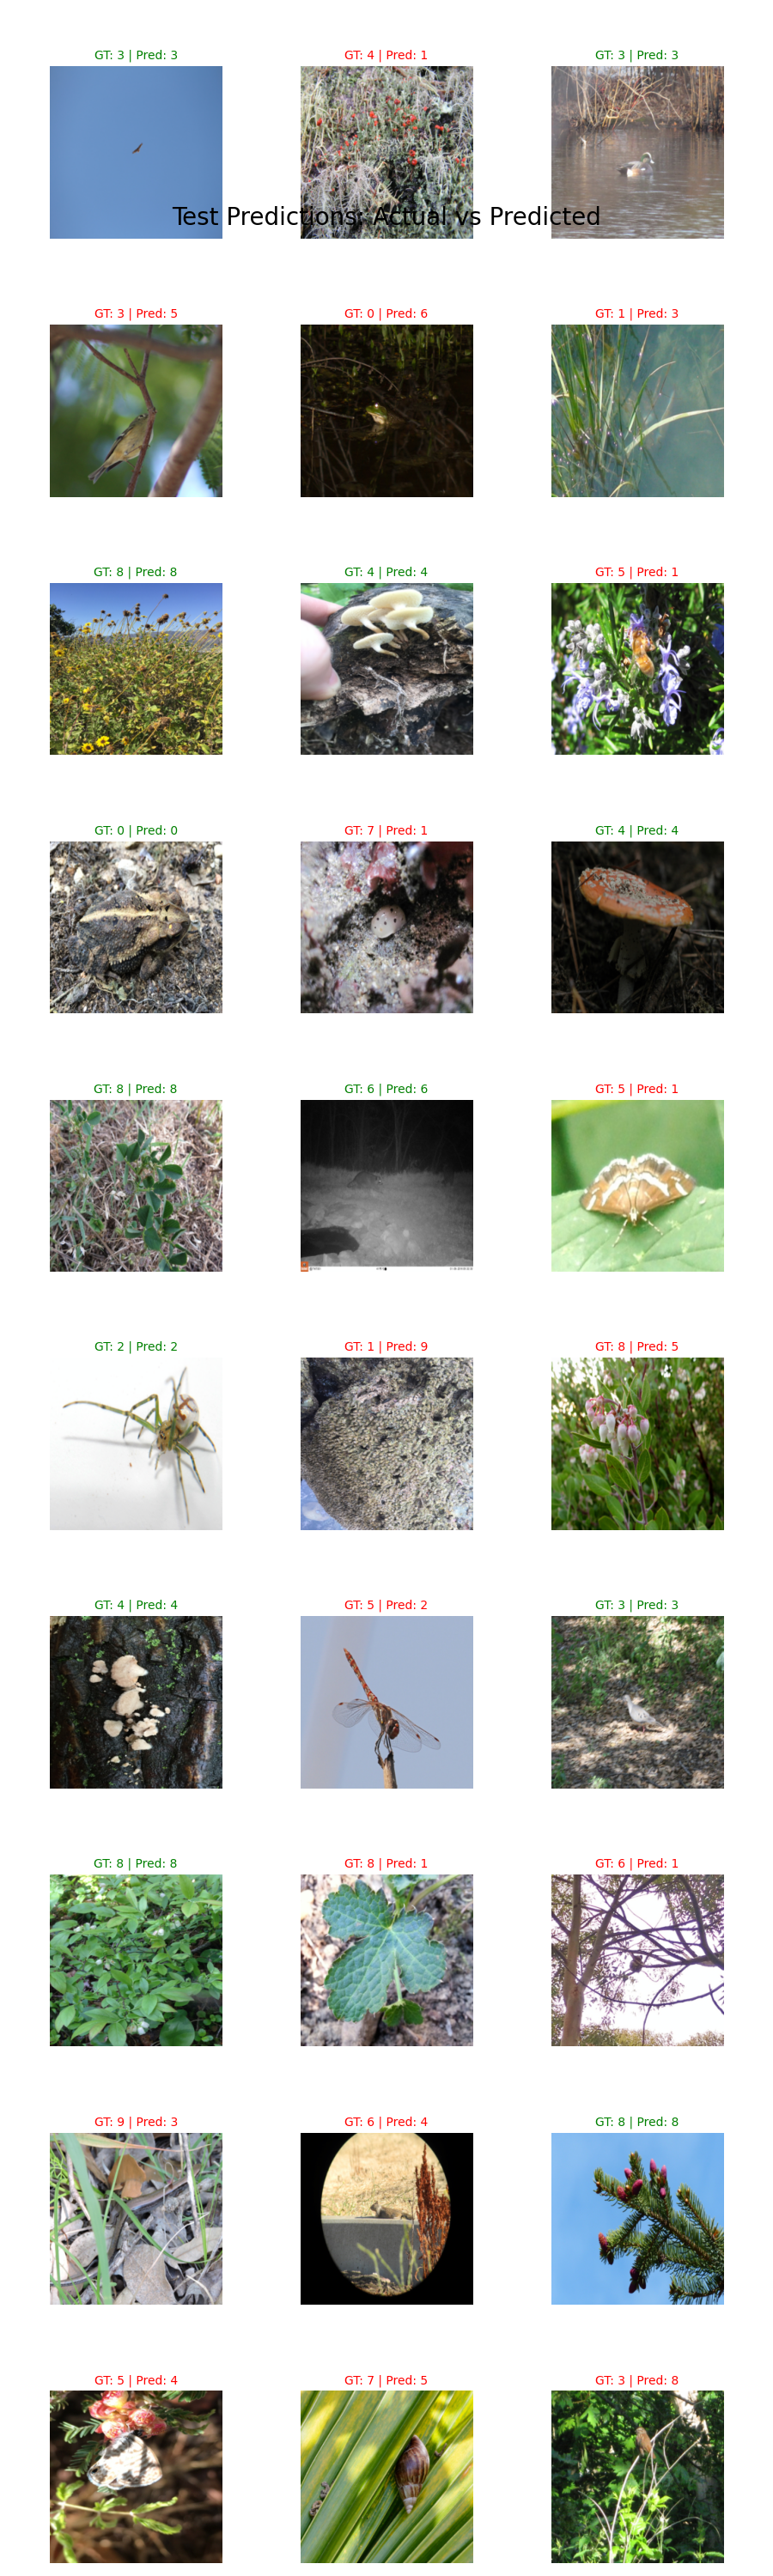 GT: 3 | Pred: 3
GT: 4 | Pred: 1
GT: 3 | Pred: 3
Test Predictions: Actual vs Predicted
GT: 3 | Pred: 5
GT: 0 | Pred: 6
GT: 1 | Pred: 3
GT: 8 | Pred: 8
GT: 4 | Pred: 4
GT: 5 | Pred: 1
GT: 0 | Pred: 0
GT: 7 | Pred: 1
GT: 4 | Pred: 4
GT: 8 | Pred: 8
GT: 6 | Pred: 6
GT: 5 | Pred: 1
GT: 2 | Pred: 2
GT: 1 | Pred: 9
GT: 8 | Pred: 5
GT: 4 | Pred: 4
GT: 5 | Pred: 2
GT: 3 | Pred: 3
GT: 8 | Pred: 8
GT: 8 | Pred: 1
GT: 6 | Pred: 1
GT: 9 | Pred: 3
GT: 6 | Pred: 4
GT: 8 | Pred: 8
GT: 5 | Pred: 4
GT: 7 | Pred: 5
GT: 3 | Pred: 8